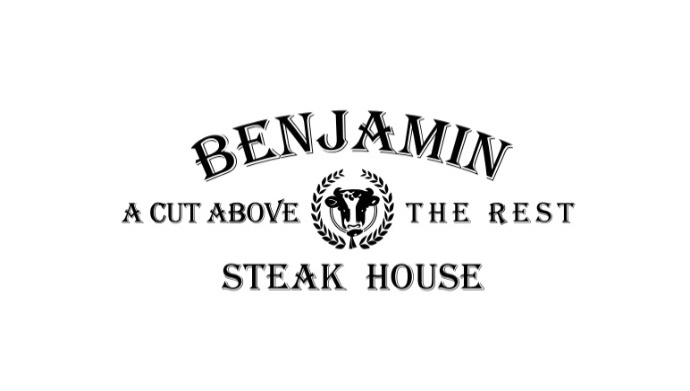 BENJAMIN
A CUT ABOVE THE REST
STEAK HOUSE